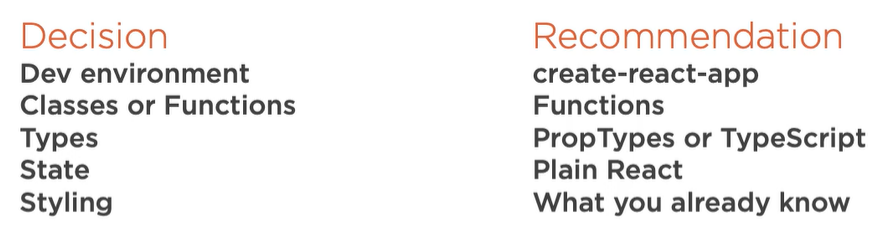 Decision Recommendation
Dev environment create-react-app
Classes or Functions Functions
Types PropTypes or TypeScript
State Plain React
Styling What you already know